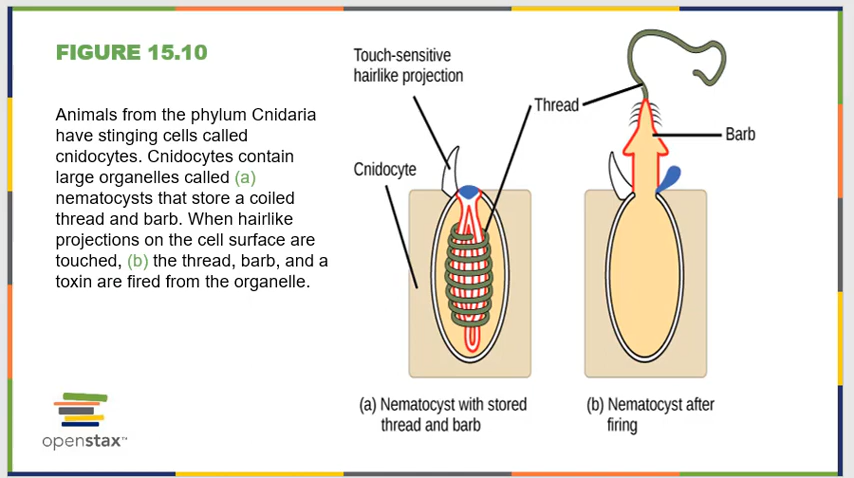 FIGURE 15.10
Animals from the phylum Cnidaria
have stinging cells called
cnidocytes. Cnidocytes contain
large organelles called (a)
nematocysts that store a coiled
thread and barb. When hairlike
projections on the cell surface are
touched, (b) the thread, barb, and a
toxin are fired from the organelle.
openstax™
Touch-sensitive
hairlike projection
Thread
Barb
Cnidocyte
(a) Nematocyst with stored
thread and barb
(b) Nematocyst after
firing